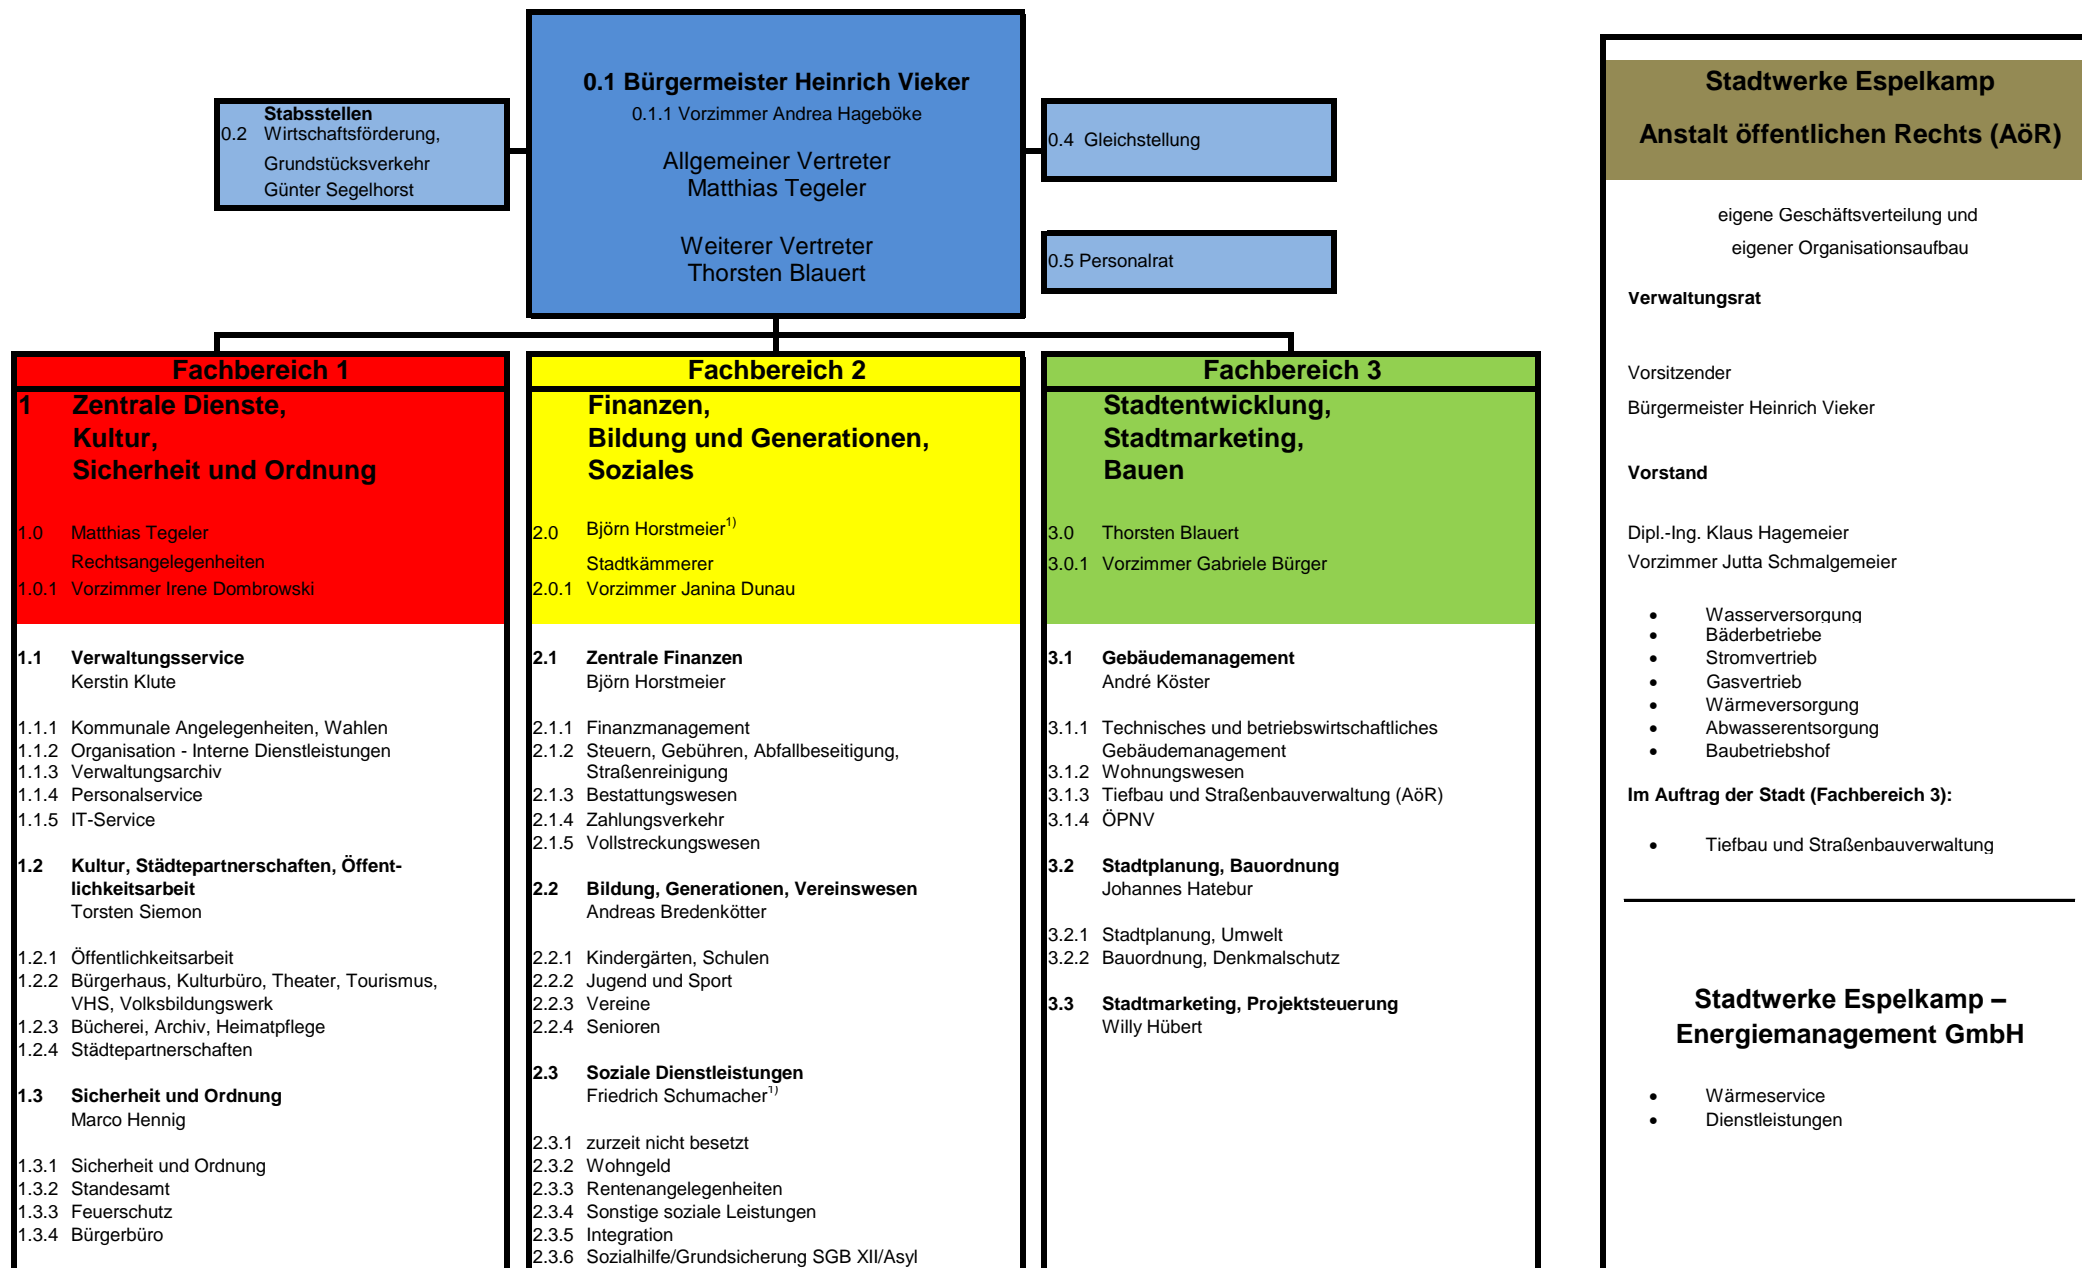 0.1 Bürgermeister Heinrich Vieker
0.1.1 Vorzimmer Andrea Hageböke
Allgemeiner Vertreter
Matthias Tegeler
Weiterer Vertreter
Thorsten Blauert
Stabsstellen
0.2 Wirtschaftsförderung,
Grundstücksverkehr
Günter Segelhorst
0.4 Gleichstellung
0.5 Personalrat
Fachbereich 1
1 Zentrale Dienste,
Kultur,
Sicherheit und Ordnung
1.0 Matthias Tegeler
Rechtsangelegenheiten
1.0.1 Vorzimmer Irene Dombrowski
1.1 Verwaltungsservice
Kerstin Klute
1.1.1 Kommunale Angelegenheiten, Wahlen
1.1.2 Organisation - Interne Dienstleistungen
1.1.3 Verwaltungsarchiv
1.1.4 Personalservice
1.1.5 IT-Service
1.2 Kultur, Städtepartnerschaften, Öffent-
lichkeitsarbeit
Torsten Siemon
1.2.1 Öffentlichkeitsarbeit
1.2.2 Bürgerhaus, Kulturbüro, Theater, Tourismus,
VHS, Volksbildungswerk
1.2.3 Bücherei, Archiv, Heimatpflege
1.2.4 Städtepartnerschaften
1.3 Sicherheit und Ordnung
Marco Hennig
1.3.1 Sicherheit und Ordnung
1.3.2 Standesamt
1.3.3 Feuerschutz
1.3.4 Bürgerbüro
Fachbereich 2
Finanzen,
Bildung und Generationen,
Soziales
2.0 Björn Horstmeier1)
Stadtkämmerer
2.0.1 Vorzimmer Janina Dunau
2.1 Zentrale Finanzen
Björn Horstmeier
2.1.1 Finanzmanagement
2.1.2 Steuern, Gebühren, Abfallbeseitigung,
Straßenreinigung
2.1.3 Bestattungswesen
2.1.4 Zahlungsverkehr
2.1.5 Vollstreckungswesen
2.2 Bildung, Generationen, Vereinswesen
Andreas Bredenkötter
2.2.1 Kindergärten, Schulen
2.2.2 Jugend und Sport
2.2.3 Vereine
2.2.4 Senioren
2.3 Soziale Dienstleistungen
Friedrich Schumacher1)
2.3.1 zurzeit nicht besetzt
2.3.2 Wohngeld
2.3.3 Rentenangelegenheiten
2.3.4 Sonstige soziale Leistungen
2.3.5 Integration
2.3.6 Sozialhilfe/Grundsicherung SGB XII/Asyl
Fachbereich 3
Stadtentwicklung,
Stadtmarketing,
Bauen
3.0 Thorsten Blauert
3.0.1 Vorzimmer Gabriele Bürger
3.1 Gebäudemanagement
André Köster
3.1.1 Technisches und betriebswirtschaftliches
Gebäudemanagement
3.1.2 Wohnungswesen
3.1.3 Tiefbau und Straßenbauverwaltung (AöR)
3.1.4 ÖPNV
3.2 Stadtplanung, Bauordnung
Johannes Hatebur
3.2.1 Stadtplanung, Umwelt
3.2.2 Bauordnung, Denkmalschutz
3.3 Stadtmarketing, Projektsteuerung
Willy Hübert
Stadtwerke Espelkamp
Anstalt öffentlichen Rechts (AöR)
eigene Geschäftsverteilung und
eigener Organisationsaufbau
Verwaltungsrat
Vorsitzender
Bürgermeister Heinrich Vieker
Vorstand
Dipl.-Ing. Klaus Hagemeier
Vorzimmer Jutta Schmalgemeier
• Wasserversorgung
• Bäderbetriebe
• Stromvertrieb
• Gasvertrieb
• Wärmeversorgung
• Abwasserentsorgung
• Baubetriebshof
Im Auftrag der Stadt (Fachbereich 3):
• Tiefbau und Straßenbauverwaltung
Stadtwerke Espelkamp –
Energiemanagement GmbH
• Wärmeservice
• Dienstleistungen